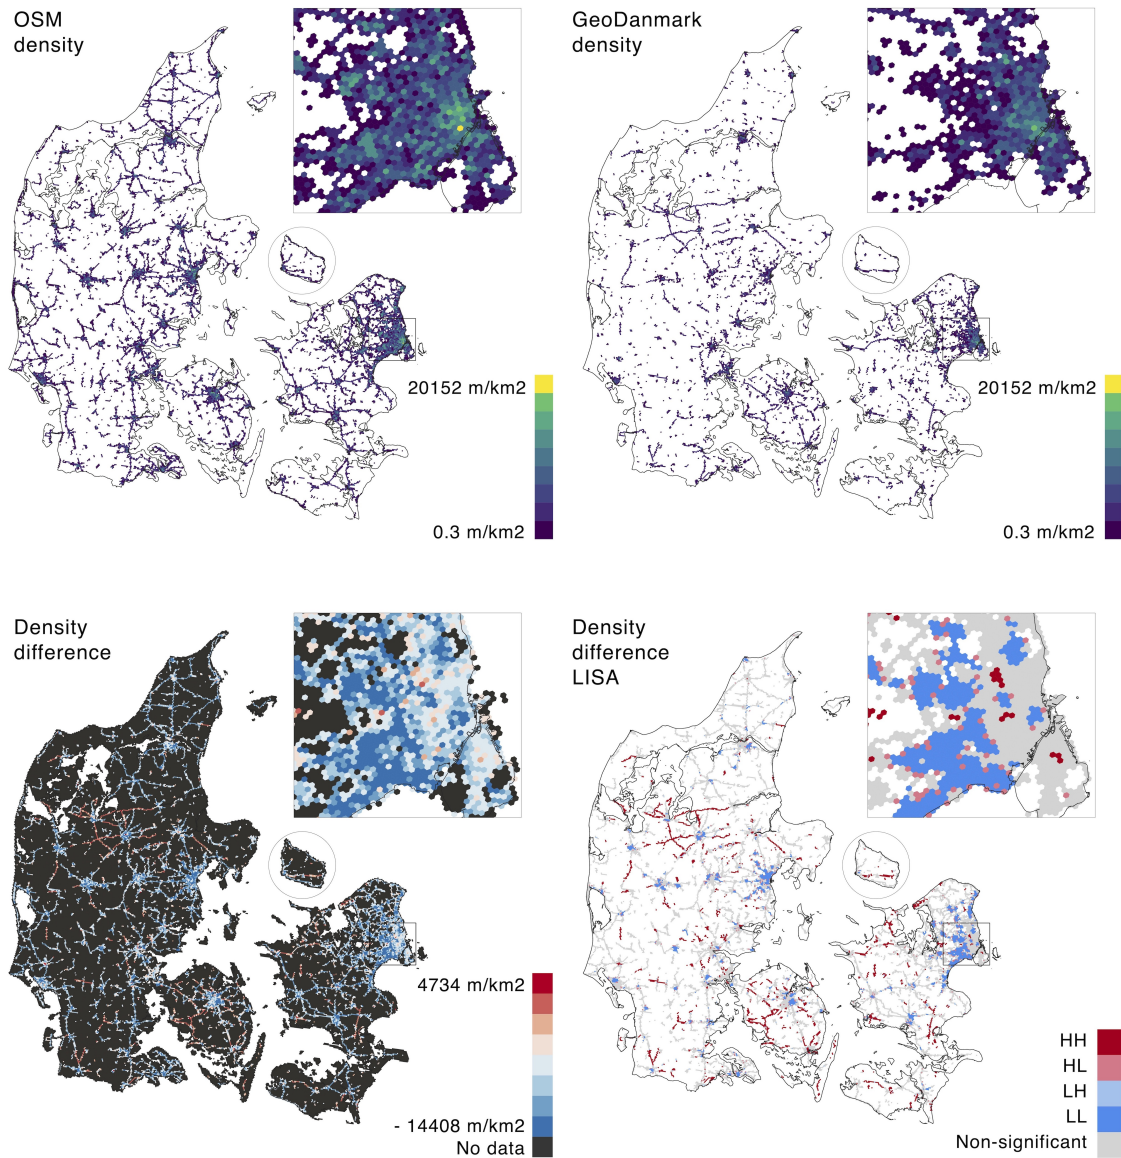 OSM
density
20152 m/km2
0.3 m/km2
GeoDanmark
density
20152 m/km2
0.3 m/km2
Density
difference
4734 m/km2
- 14408 m/km2
No data
Density
difference
LISA
HH
HL
LH
LL
Non-significant